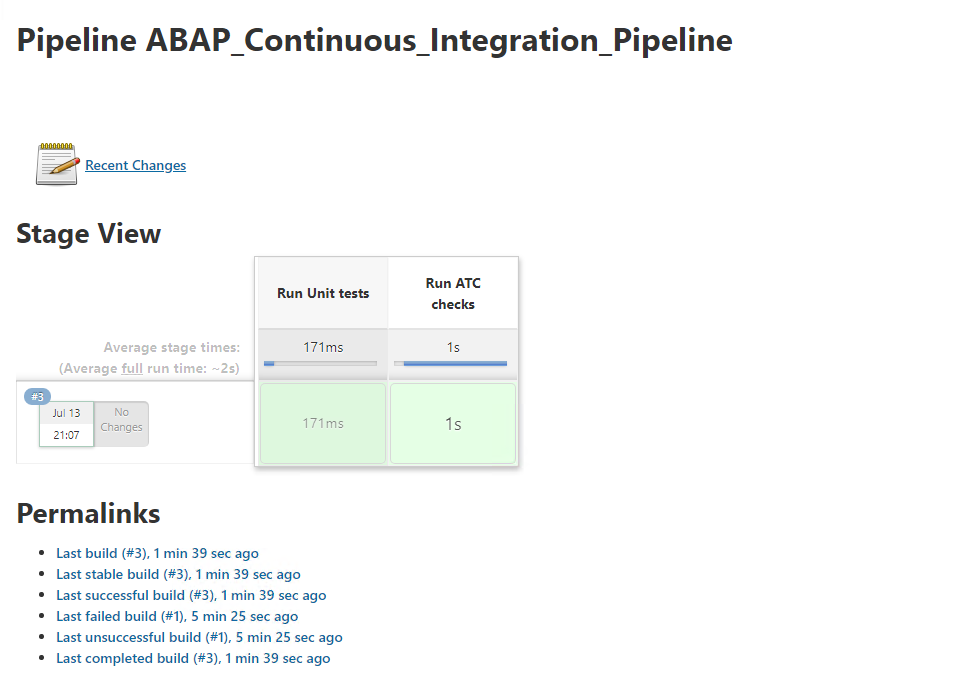 Pipeline ABAP_Continuous_Integration_Pipeline
Recent Changes
Stage View
Run Unit tests
Run ATC
checks
Average stage times:
(Average full run time: ~2s)
171ms
1s
#3
Jul 13
21:07
No
Changes
171ms
1s
Permalinks
Last build (#3), 1 min 39 sec ago
Last stable build (#3), 1 min 39 sec ago
Last successful build (#3), 1 min 39 sec ago
Last failed build (#1), 5 min 25 sec ago
Last unsuccessful build (#1), 5 min 25 sec ago
Last completed build (#3), 1 min 39 sec ago